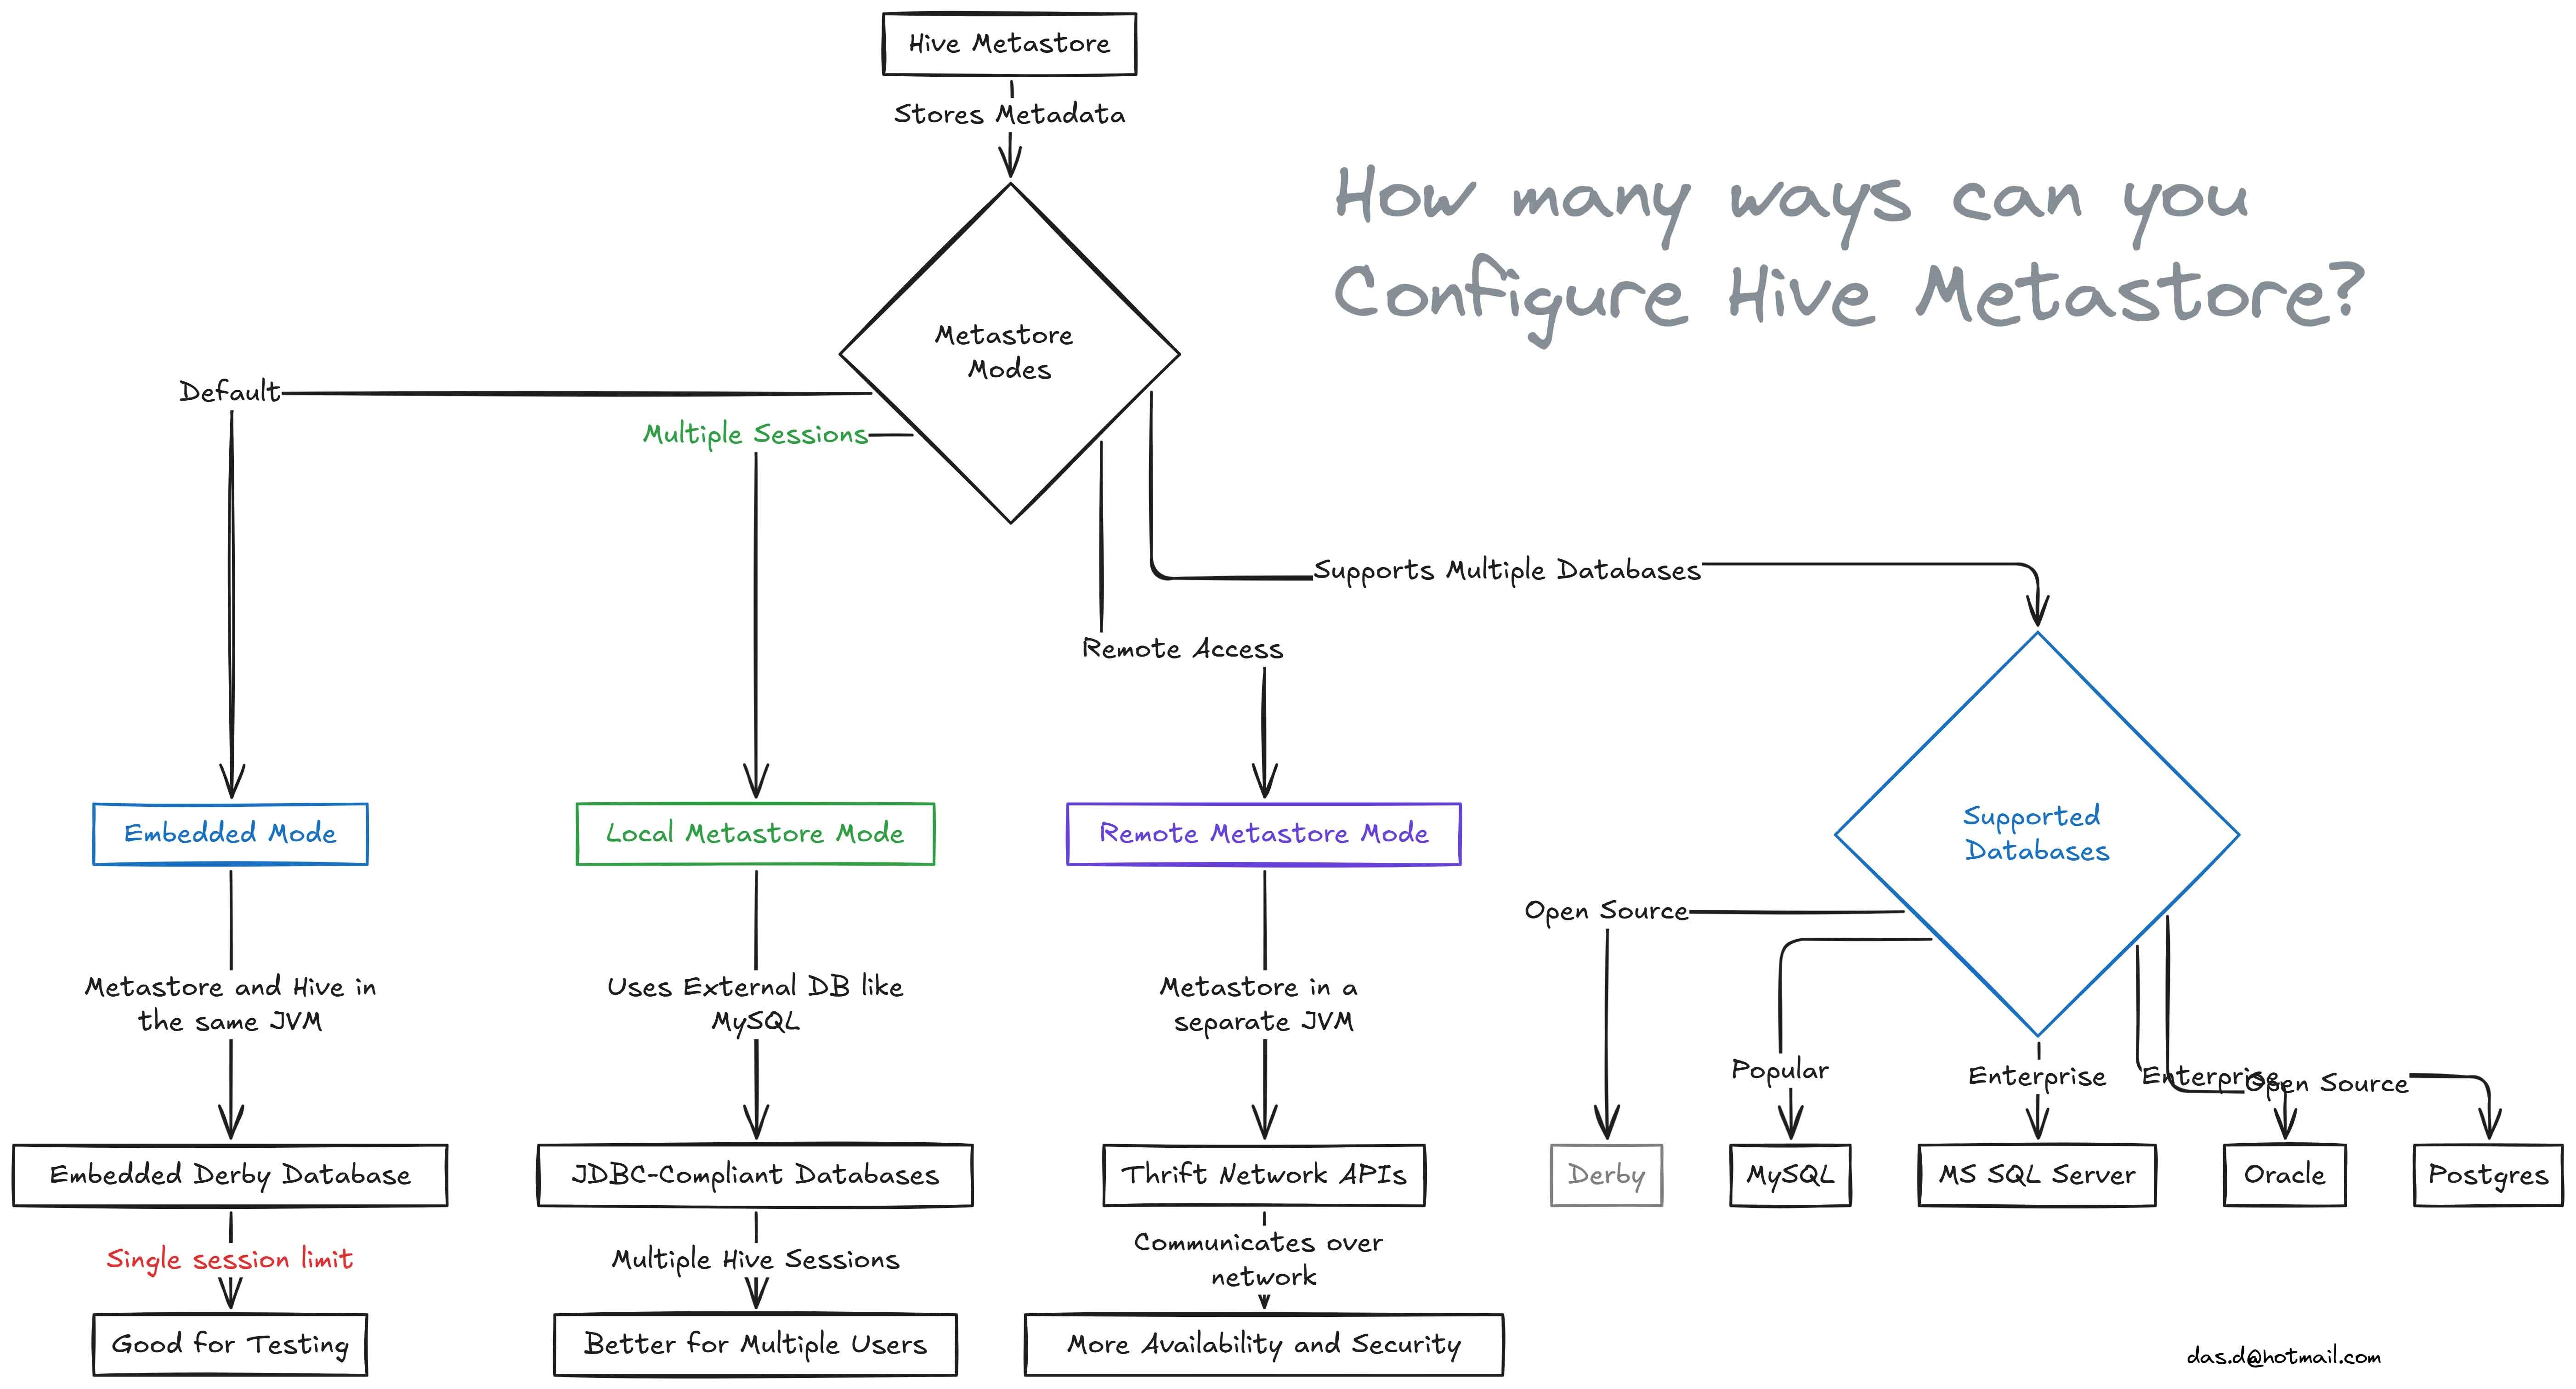 Hive Metastore
Stores Metadata
How many ways can you
Configure Hive Metastore?
Metastore
Modes
Default
Multiple Sessions
Supports Multiple Databases
Remote Access
Embedded Mode
Local Metastore Mode
Remote Metastore Mode
Supported
Databases
Open Source
Metastore and Hive in
the same JVM
Uses External DB like
MySQL
Metastore in a
separate JVM
Popular
Enterprise
Enterprise
Open Source
Embedded Derby Database
JDBC-Compliant Databases
Thrift Network APIs
Derby
MySQL
MS SQL Server
Oracle
Postgres
Single session limit
Multiple Hive Sessions
Communicates over
network
Good for Testing
Better for Multiple Users
More Availability and Security
das.d@hotmail.com